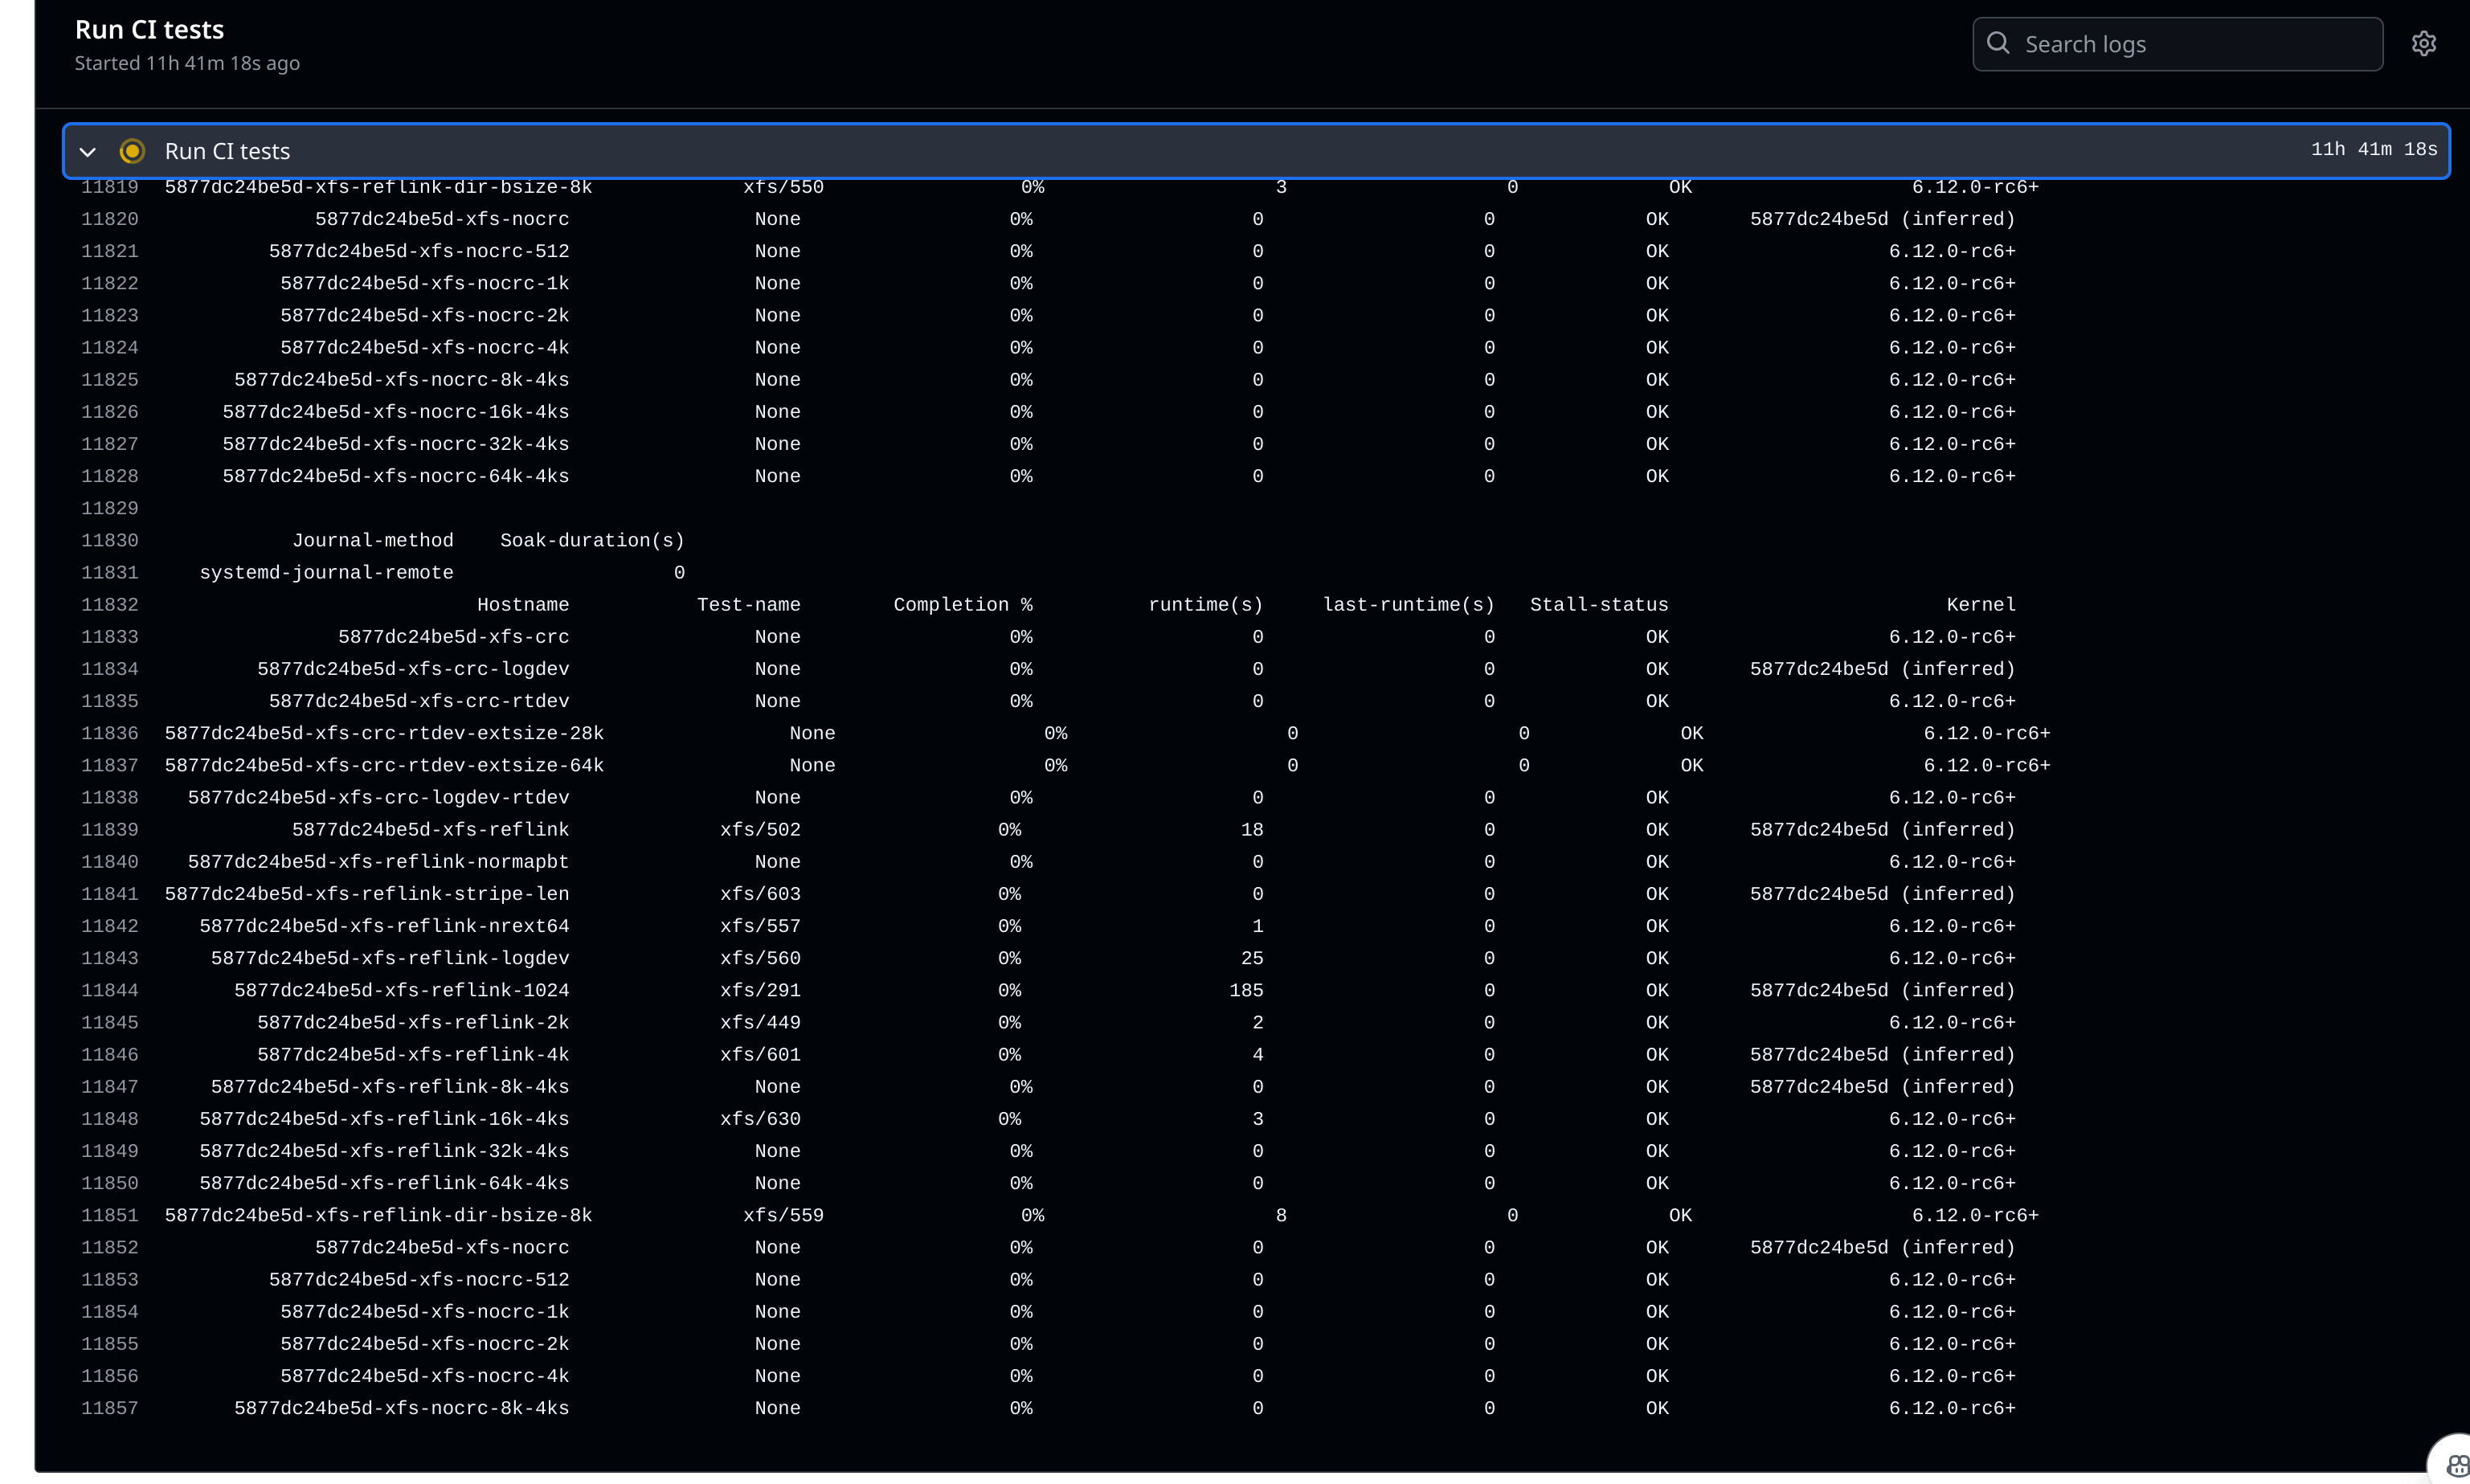 Run CI tests
Started 11h 41m 18s ago
Search logs
Run CI tests 11h 41m 18s
11819 5877dc24be5d-xfs-reflink-dir-bsize-8k xfs/550 0% 3 0 OK 6.12.0-rc6+
11820 5877dc24be5d-xfs-nocrc None 0% 0 0 OK 5877dc24be5d (inferred)
11821 5877dc24be5d-xfs-nocrc-512 None 0% 0 0 OK 6.12.0-rc6+
11822 5877dc24be5d-xfs-nocrc-1k None 0% 0 0 OK 6.12.0-rc6+
11823 5877dc24be5d-xfs-nocrc-2k None 0% 0 0 OK 6.12.0-rc6+
11824 5877dc24be5d-xfs-nocrc-4k None 0% 0 0 OK 6.12.0-rc6+
11825 5877dc24be5d-xfs-nocrc-8k-4ks None 0% 0 0 OK 6.12.0-rc6+
11826 5877dc24be5d-xfs-nocrc-16k-4ks None 0% 0 0 OK 6.12.0-rc6+
11827 5877dc24be5d-xfs-nocrc-32k-4ks None 0% 0 0 OK 6.12.0-rc6+
11828 5877dc24be5d-xfs-nocrc-64k-4ks None 0% 0 0 OK 6.12.0-rc6+
11829
11830 Journal-method Soak-duration(s)
11831 systemd-journal-remote 0
11832 Hostname Test-name Completion % runtime(s) last-runtime(s) Stall-status Kernel
11833 5877dc24be5d-xfs-crc None 0% 0 0 OK 6.12.0-rc6+
11834 5877dc24be5d-xfs-crc-logdev None 0% 0 0 OK 5877dc24be5d (inferred)
11835 5877dc24be5d-xfs-crc-rtdev None 0% 0 0 OK 6.12.0-rc6+
11836 5877dc24be5d-xfs-crc-rtdev-extsize-28k None 0% 0 0 OK 6.12.0-rc6+
11837 5877dc24be5d-xfs-crc-rtdev-extsize-64k None 0% 0 0 OK 6.12.0-rc6+
11838 5877dc24be5d-xfs-crc-logdev-rtdev None 0% 0 0 OK 6.12.0-rc6+
11839 5877dc24be5d-xfs-reflink xfs/502 0% 18 0 OK 5877dc24be5d (inferred)
11840 5877dc24be5d-xfs-reflink-normapbt None 0% 0 0 OK 6.12.0-rc6+
11841 5877dc24be5d-xfs-reflink-stripe-len xfs/603 0% 0 0 OK 5877dc24be5d (inferred)
11842 5877dc24be5d-xfs-reflink-nrext64 xfs/557 0% 1 0 OK 6.12.0-rc6+
11843 5877dc24be5d-xfs-reflink-logdev xfs/560 0% 25 0 OK 6.12.0-rc6+
11844 5877dc24be5d-xfs-reflink-1024 xfs/291 0% 185 0 OK 5877dc24be5d (inferred)
11845 5877dc24be5d-xfs-reflink-2k xfs/449 0% 2 0 OK 6.12.0-rc6+
11846 5877dc24be5d-xfs-reflink-4k xfs/601 0% 4 0 OK 5877dc24be5d (inferred)
11847 5877dc24be5d-xfs-reflink-8k-4ks None 0% 0 0 OK 5877dc24be5d (inferred)
11848 5877dc24be5d-xfs-reflink-16k-4ks xfs/630 0% 3 0 OK 6.12.0-rc6+
11849 5877dc24be5d-xfs-reflink-32k-4ks None 0% 0 0 OK 6.12.0-rc6+
11850 5877dc24be5d-xfs-reflink-64k-4ks None 0% 0 0 OK 6.12.0-rc6+
11851 5877dc24be5d-xfs-reflink-dir-bsize-8k xfs/559 0% 8 0 OK 6.12.0-rc6+
11852 5877dc24be5d-xfs-nocrc None 0% 0 0 OK 5877dc24be5d (inferred)
11853 5877dc24be5d-xfs-nocrc-512 None 0% 0 0 OK 6.12.0-rc6+
11854 5877dc24be5d-xfs-nocrc-1k None 0% 0 0 OK 6.12.0-rc6+
11855 5877dc24be5d-xfs-nocrc-2k None 0% 0 0 OK 6.12.0-rc6+
11856 5877dc24be5d-xfs-nocrc-4k None 0% 0 0 OK 6.12.0-rc6+
11857 5877dc24be5d-xfs-nocrc-8k-4ks None 0% 0 0 OK 6.12.0-rc6+